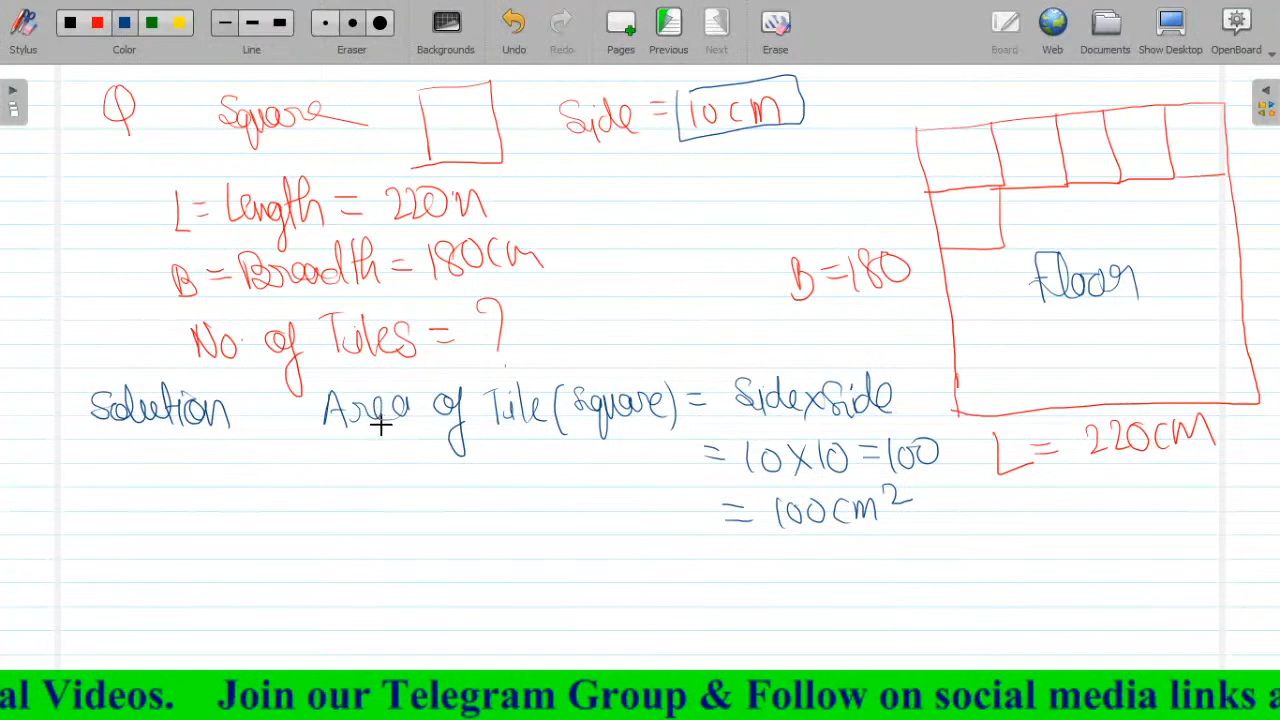 Stylus Color Line Eraser Backgrounds Undo Redo Pages Previous Next Erase Board Web Documents Show Desktop OpenBoard
Q Square Side = 10 cm
L = Length = 220 m
B = Breadth = 180 cm
B = 180
Floor
No. of Tiles = ?
L = 220 cm
Solution Area of Tile (Square) = Side x Side
= 10 X 10 = 100
= 100 cm²
al Videos. Join our Telegram Group & Follow on social media links a